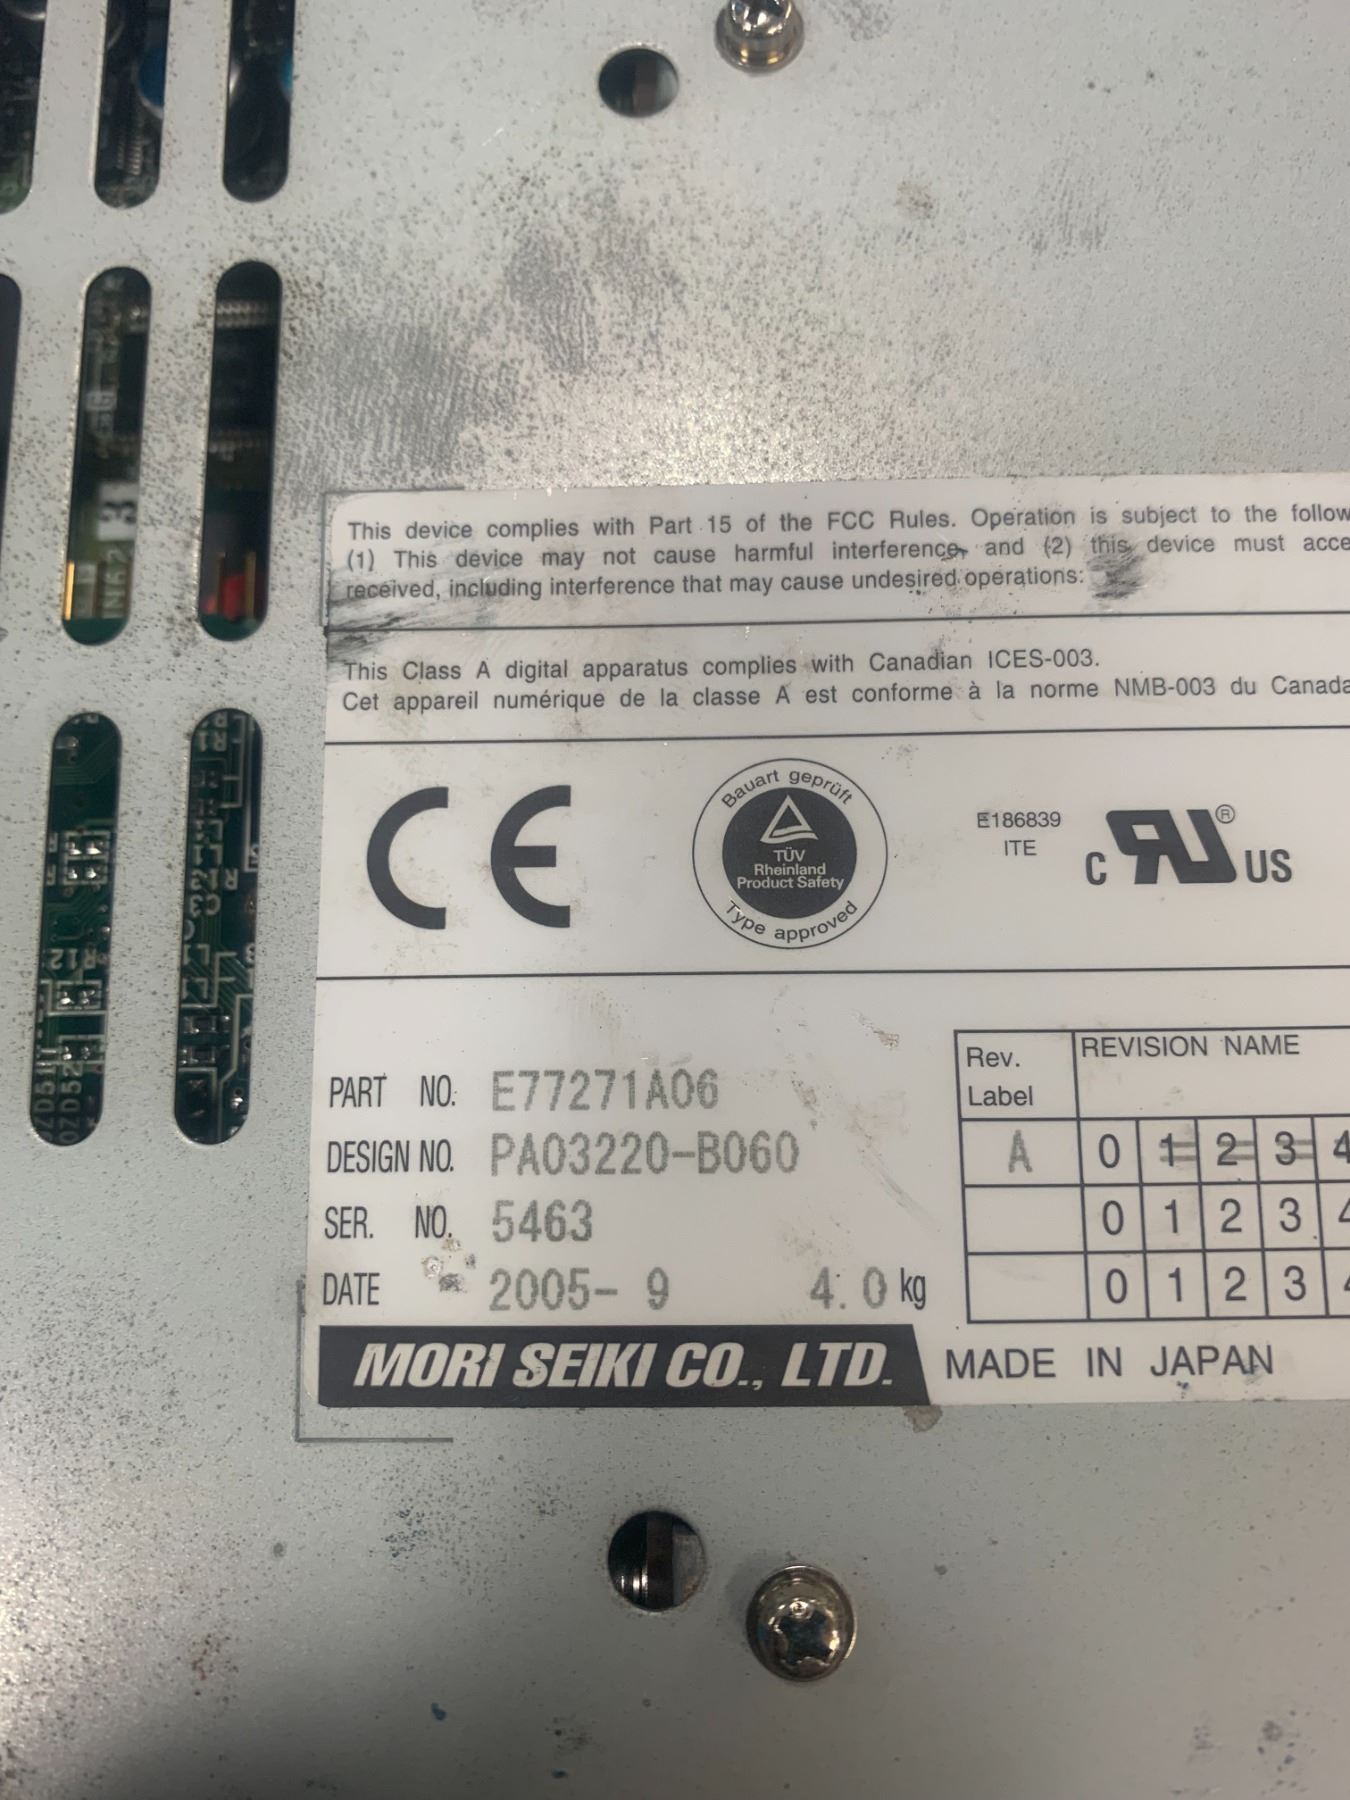 This device complies with Part 15 of the FCC Rules. Operation is subject to the follow
(1) This device may not cause harmful interference, and (2) this device must acce
received, including interference that may cause undesired operations:
This Class A digital apparatus complies with Canadian ICES-003.
Cet appareil numérique de la classe A est conforme à la norme NMB-003 du Canada
CE
Bauart geprüft
TÜV
Rheinland
Product Safety
Type approved
E186839
ITE
C RU ® US
PART NO. E77271A06
DESIGN NO. PA03220-B060
SER. NO. 5463
DATE 2005- 9 4.0 kg
Rev. Label REVISION NAME
A 0 1 2 3 4
0 1 2 3 4
0 1 2 3 4
MORI SEIKI CO., LTD. MADE IN JAPAN